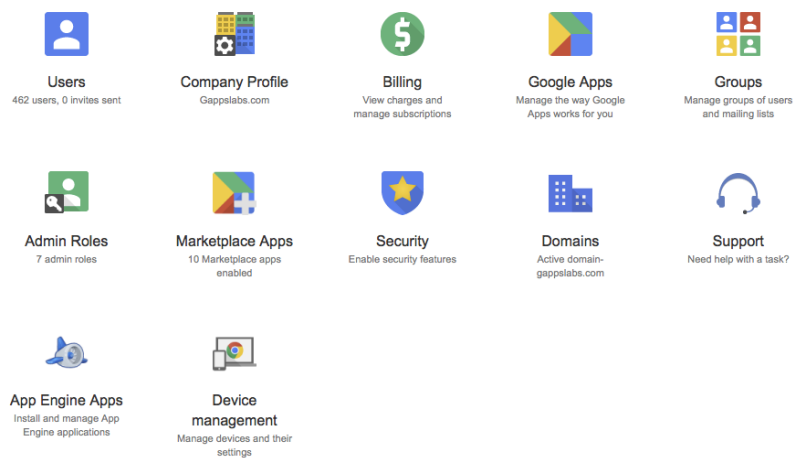 Users
462 users, 0 invites sent
Company Profile
Gappslabs.com
Billing
View charges and
manage subscriptions
Google Apps
Manage the way Google
Apps works for you
Groups
Manage groups of users
and mailing lists
Admin Roles
7 admin roles
Marketplace Apps
10 Marketplace apps
enabled
Security
Enable security features
Domains
Active domain-
gappslabs.com
Support
Need help with a task?
App Engine Apps
Install and manage App
Engine applications
Device
management
Manage devices and their
settings